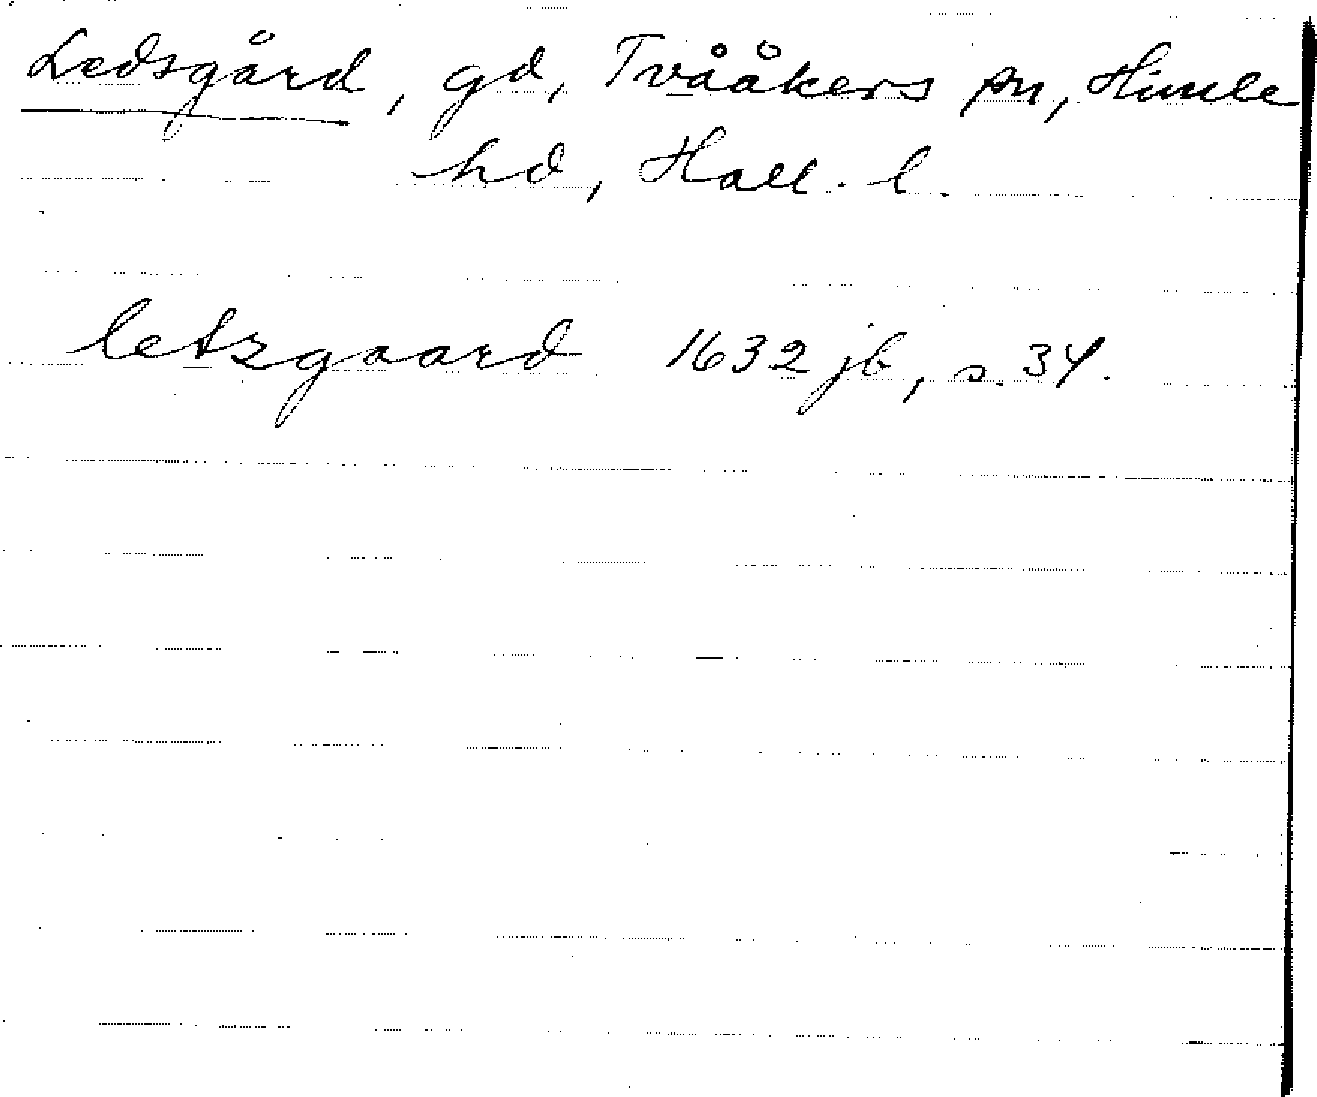 Ledsgård, gd, Tvååkers sn, Himle
hd, Hall. l.
letzgaard 1632 jb, s. 34.